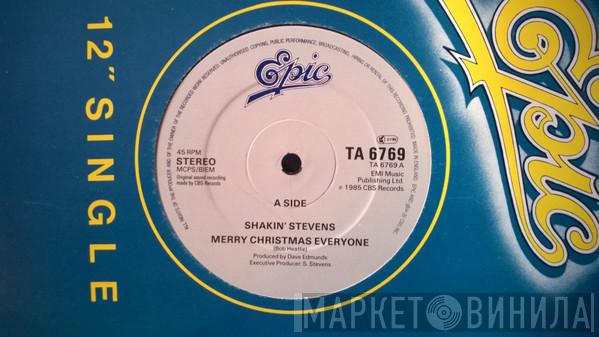 12" SINGLE
Epic
Epic
45 RPM
STEREO
MCPS/BIEM
Original sound recording
made by CBS Records
TA 6769
TA 6769 A
EMI Music
Publishing Ltd.
℗ 1985 CBS Records
A SIDE
SHAKIN' STEVENS
MERRY CHRISTMAS EVERYONE
(Bob Heatlie)
Produced by Dave Edmunds
Executive Producer: S. Stevens
МАРКЕТ ВИНИЛА